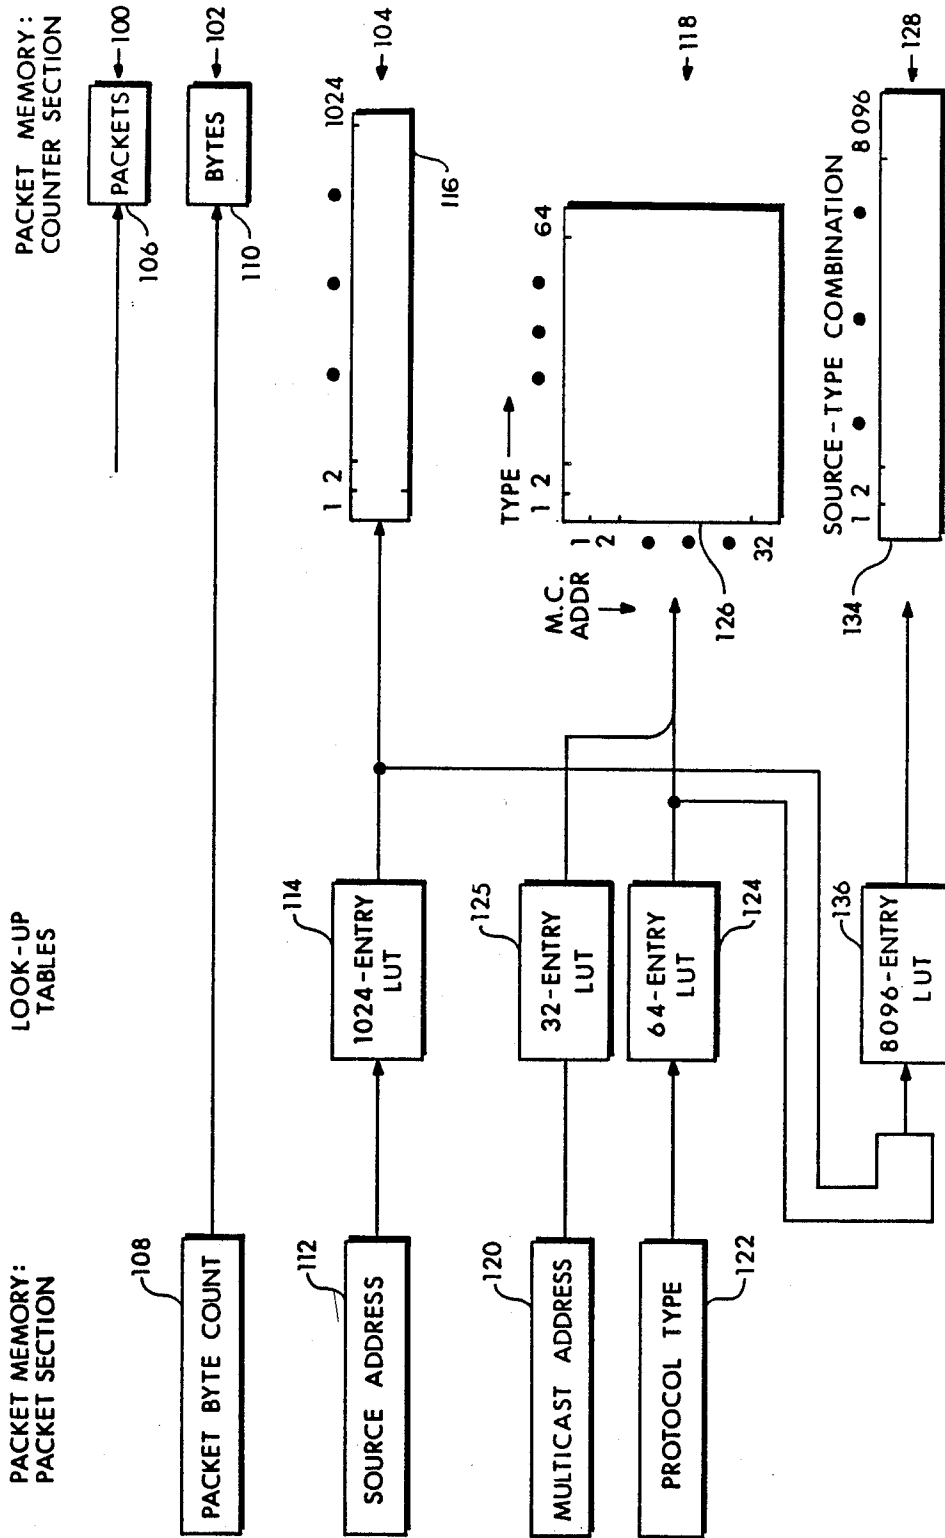 PACKET MEMORY:
PACKET SECTION
LOOK-UP
TABLES
PACKET MEMORY:
COUNTER SECTION
PACKETS
100
106
PACKET BYTE COUNT
108
BYTES
102
110
SOURCE ADDRESS
112
1024-ENTRY
LUT
114
1 2 1024
104
116
MULTICAST ADDRESS
120
32-ENTRY
LUT
125
PROTOCOL TYPE
122
64-ENTRY
LUT
124
TYPE
1 2 64
M.C.
ADDR
1
2
32
126
118
8096-ENTRY
LUT
136
SOURCE-TYPE COMBINATION
1 2 8096
134
128